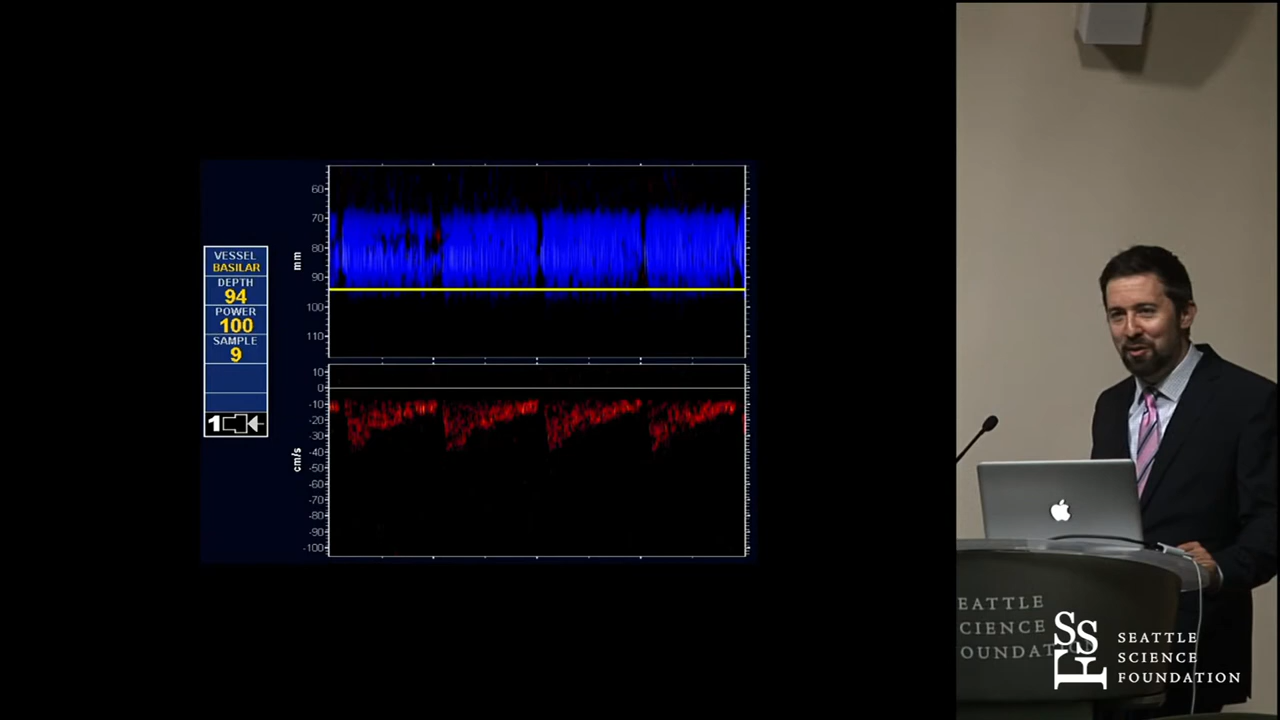 VESSEL
BASILAR
DEPTH
94
POWER
100
SAMPLE
9
1
mm
60
70
80
90
100
110
cm/s
10
0
-10
-20
-30
-40
-50
-60
-70
-80
-90
-100
EATTLE
CIENCE
OUNDAT
SSF
SEATTLE
SCIENCE
FOUNDATION